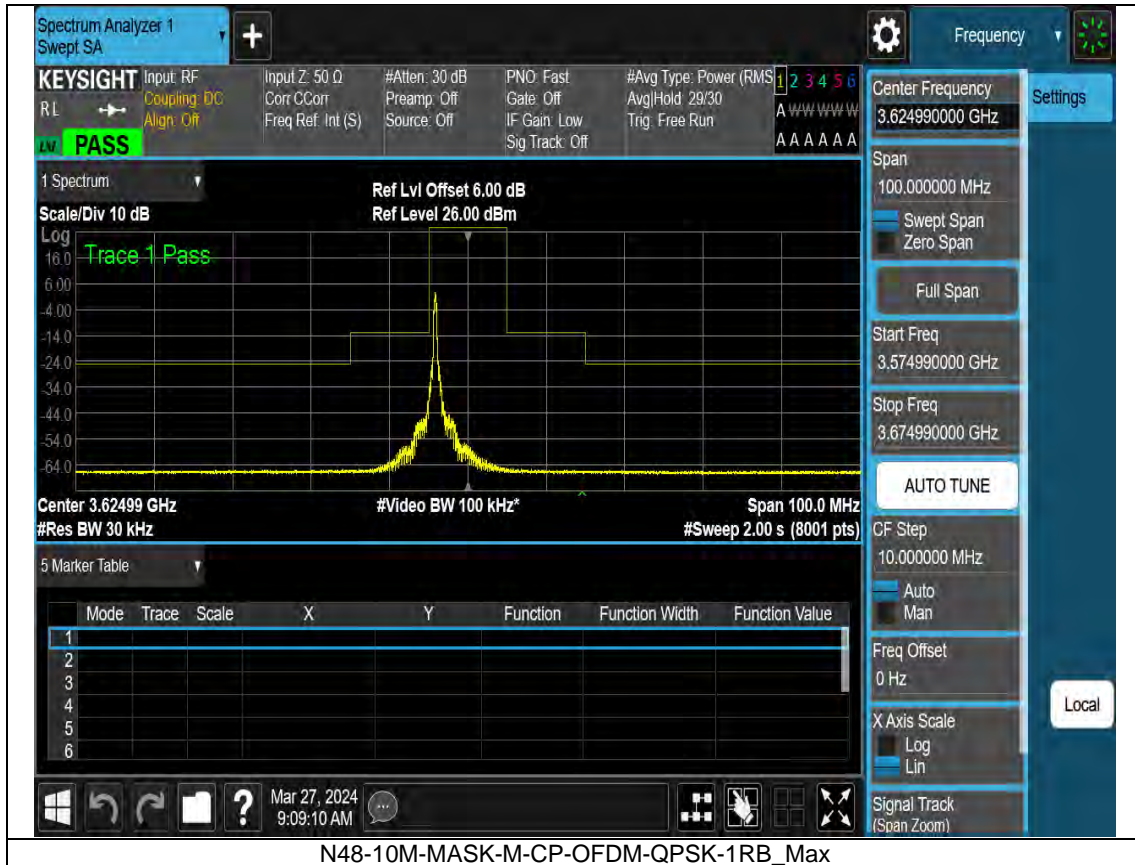 Spectrum Analyzer 1
Swept SA
+
Frequency
KEYSIGHT
RL
PASS
Input: RF
Coupling: DC
Align: Off
Input Z: 50 Ω
Corr CCorr
Freq Ref: Int (S)
#Atten: 30 dB
Preamp: Off
Source: Off
PNO: Fast
Gate: Off
IF Gain: Low
Sig Track: Off
#Avg Type: Power (RMS
Avg|Hold: 29/30
Trig: Free Run
1 2 3 4 5 6
A W W W W W
A A A A A A
1 Spectrum
Scale/Div 10 dB
Ref Lvl Offset 6.00 dB
Ref Level 26.00 dBm
Log
Trace 1 Pass
16.0
6.00
-4.00
-14.0
-24.0
-34.0
-44.0
-54.0
-64.0
Center 3.62499 GHz
#Video BW 100 kHz*
Span 100.0 MHz
#Res BW 30 kHz
#Sweep 2.00 s (8001 pts)
5 Marker Table
Mode Trace Scale X Y Function Function Width Function Value
1
2
3
4
5
6
Center Frequency
3.624990000 GHz
Settings
Span
100.000000 MHz
Swept Span
Zero Span
Full Span
Start Freq
3.574990000 GHz
Stop Freq
3.674990000 GHz
AUTO TUNE
CF Step
10.000000 MHz
Auto
Man
Freq Offset
0 Hz
Local
X Axis Scale
Log
Lin
Signal Track
(Span Zoom)
?
Mar 27, 2024
9:09:10 AM
N48-10M-MASK-M-CP-OFDM-QPSK-1RB_Max